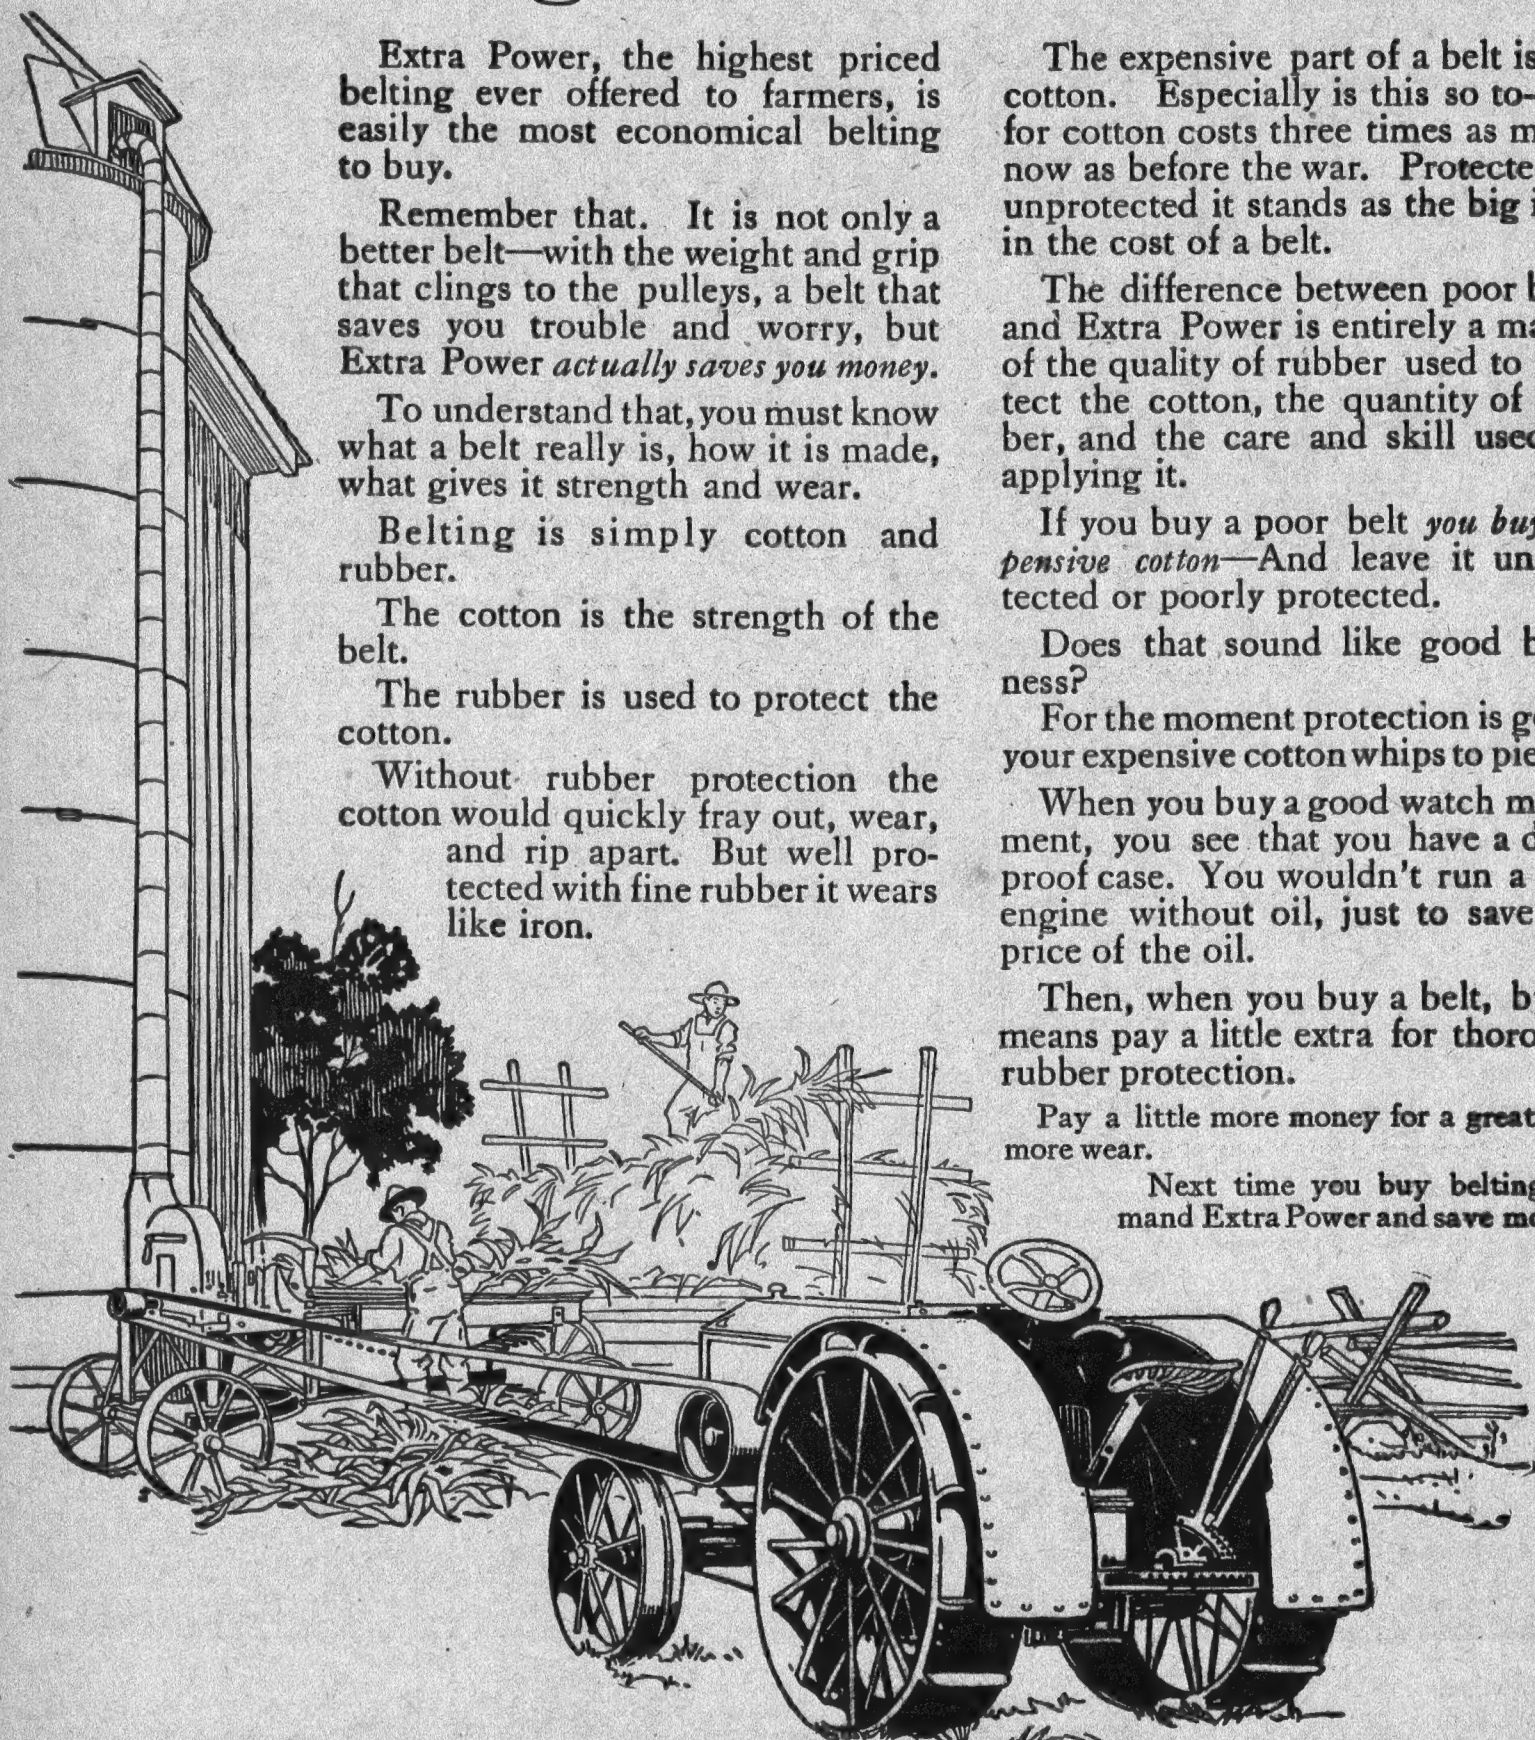 Extra Power, the highest priced
belting ever offered to farmers, is
easily the most economical belting
to buy.
Remember that. It is not only a
better belt—with the weight and grip
that clings to the pulleys, a belt that
saves you trouble and worry, but
Extra Power actually saves you money.
To understand that, you must know
what a belt really is, how it is made,
what gives it strength and wear.
Belting is simply cotton and
rubber.
The cotton is the strength of the
belt.
The rubber is used to protect the
cotton.
Without rubber protection the
cotton would quickly fray out, wear,
and rip apart. But well pro-
tected with fine rubber it wears
like iron.
The expensive part of a belt is
cotton. Especially is this so to-
for cotton costs three times as m
now as before the war. Protecte
unprotected it stands as the big i
in the cost of a belt.
The difference between poor b
and Extra Power is entirely a ma
of the quality of rubber used to
tect the cotton, the quantity of
ber, and the care and skill used
applying it.
If you buy a poor belt you buy
pensive cotton—And leave it un
tected or poorly protected.
Does that sound like good b
ness?
For the moment protection is go
your expensive cotton whips to pie
When you buy a good watch m
ment, you see that you have a d
proof case. You wouldn't run a
engine without oil, just to save
price of the oil.
Then, when you buy a belt, b
means pay a little extra for thoro
rubber protection.
Pay a little more money for a great
more wear.
Next time you buy belting
mand Extra Power and save mo